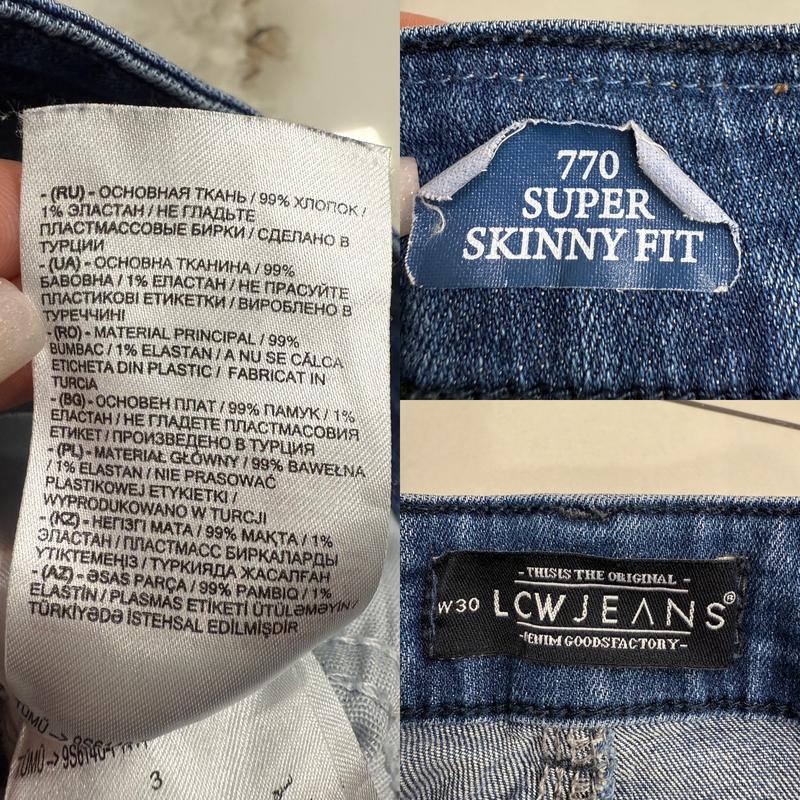 - (RU) - ОСНОВНАЯ ТКАНЬ / 99% ХЛОПОК /
1% ЭЛАСТАН / НЕ ГЛАДЬТЕ
ПЛАСТМАССОВЫЕ БИРКИ / СДЕЛАНО В
ТУРЦИИ
- (UA) - ОСНОВНА ТКАНИНА / 99%
БАВОВНА / 1% ЕЛАСТАН / НЕ ПРАСУЙТЕ
ПЛАСТИКОВІ ЕТИКЕТКИ / ВИРОБЛЕНО В
ТУРЕЧЧИНІ
- (RO) - MATERIAL PRINCIPAL / 99%
BUMBAC / 1% ELASTAN / A NU SE CĂLCA
ETICHETA DIN PLASTIC / FABRICAT IN
TURCIA
- (BG) - ОСНОВЕН ПЛАТ / 99% ПАМУК / 1%
ЕЛАСТАН / НЕ ГЛАДЕТЕ ПЛАСТМАСОВИЯ
ЕТИКЕТ / ПРОИЗВЕДЕНО В ТУРЦИЯ
- (PL) - MATERIAŁ GŁÓWNY / 99% BAWEŁNA
/ 1% ELASTAN / NIE PRASOWAĆ
PLASTIKOWEJ ETYKIETKI /
WYPRODUKOWANO W TURCJI
- (KZ) - НЕГІЗГІ МАТА / 99% МАҚТА / 1%
ЭЛАСТАН / ПЛАСТМАСС БИРКАЛАРДЫ
ҮТІКТЕМЕҢІЗ / ТҮРКИЯДА ЖАСАЛҒАН
- (AZ) - ƏSAS PARÇA / 99% PAMBIQ / 1%
ELASTİN / PLASMAS ETİKETİ ÜTÜLƏMƏYİN /
TÜRKİYƏDƏ İSTEHSAL EDİLMİŞDİR
TÜMÜ ->
TÜMÜ ->
3
770
SUPER
SKINNY FIT
- THIS IS THE ORIGINAL -
W30 LCW JEANS®
- DENIM GOODS FACTORY -